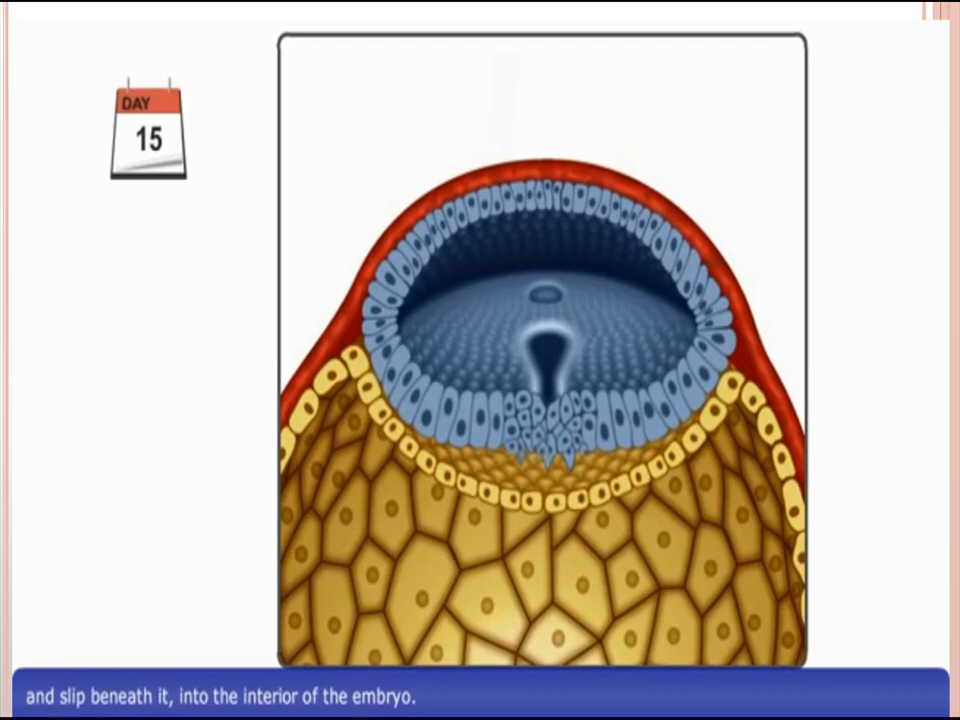 DAY
15
and slip beneath it, into the interior of the embryo.